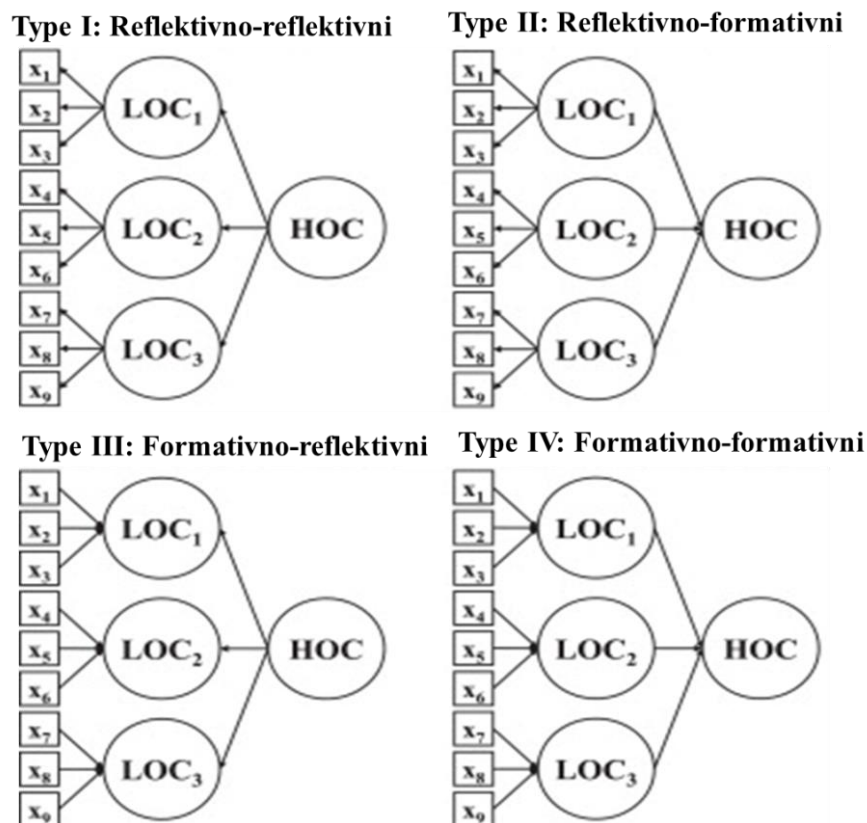 Type I: Reflektivno-reflektivni
x₁
x₂
x₃
x₄
x₅
x₆
x₇
x₈
x₉
LOC₁
LOC₂
LOC₃
HOC
Type II: Reflektivo-formativni
x₁
x₂
x₃
x₄
x₅
x₆
x₇
x₈
x₉
LOC₁
LOC₂
LOC₃
HOC
Type III: Formativno-reflektivni
x₁
x₂
x₃
x₄
x₅
x₆
x₇
x₈
x₉
LOC₁
LOC₂
LOC₃
HOC
Type IV: Formativno-formativni
x₁
x₂
x₃
x₄
x₅
x₆
x₇
x₈
x₉
LOC₁
LOC₂
LOC₃
HOC